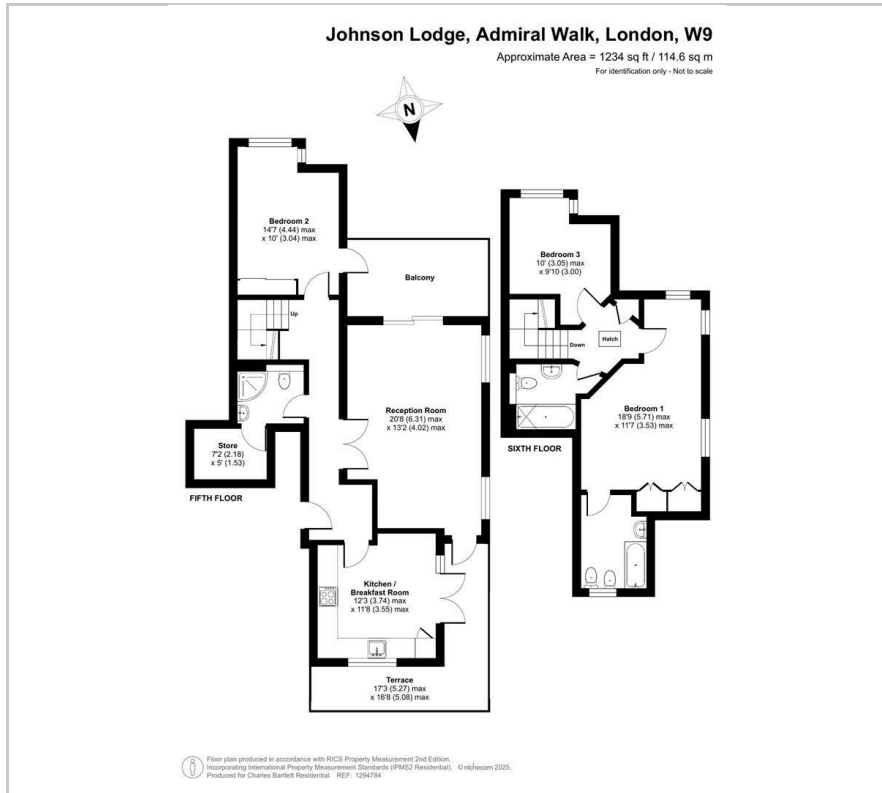 Johnson Lodge, Admiral Walk, London, W9
Approximate Area = 1234 sq ft / 114.6 sq m
For identification only - Not to scale
N
Bedroom 2
14'7 (4.44) max
x 10' (3.04) max
Balcony
Up
Reception Room
20'8 (6.31) max
x 13'2 (4.02) max
Store
7'2 (2.18)
x 5' (1.53)
FIFTH FLOOR
Kitchen /
Breakfast Room
12'3 (3.74) max
x 11'8 (3.55) max
Terrace
17'3 (5.27) max
x 16'8 (5.08) max
Bedroom 3
10' (3.05) max
x 9'10 (3.00)
Down
Hatch
Bedroom 1
18'9 (5.71) max
x 11'7 (3.53) max
SIXTH FLOOR
Floor plan produced in accordance with RICS Property Measurement 2nd Edition,
Incorporating International Property Measurement Standards (IPMS2 Residential). © nichecom 2025.
Produced for Charles Bartlett Residential. REF: 1294784